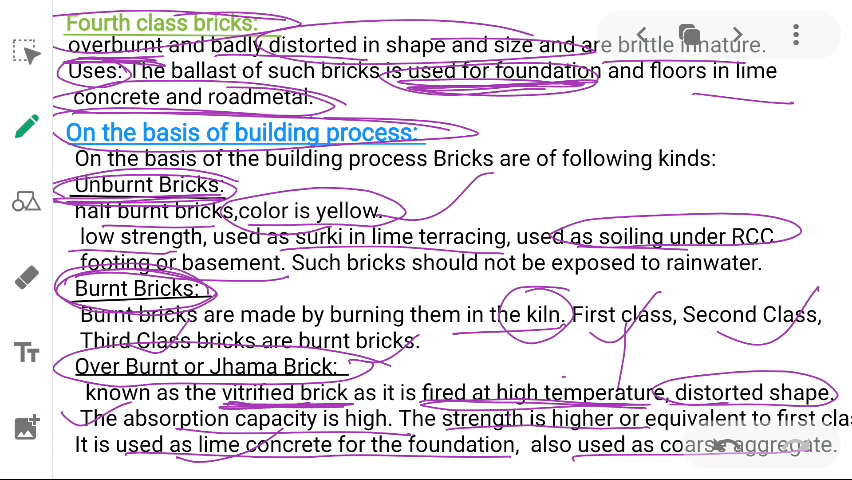 Fourth class bricks:
overburnt and badly distorted in shape and size and are brittle in nature.
Uses: The ballast of such bricks is used for foundation and floors in lime
concrete and roadmetal.
On the basis of building process:
On the basis of the building process Bricks are of following kinds:
Unburnt Bricks:
half burnt bricks,color is yellow.
low strength, used as surki in lime terracing, used as soiling under RCC
footing or basement. Such bricks should not be exposed to rainwater.
Burnt Bricks:
Burnt bricks are made by burning them in the kiln. First class, Second Class,
Third Class bricks are burnt bricks.
Over Burnt or Jhama Brick:
known as the vitrified brick as it is fired at high temperature, distorted shape.
The absorption capacity is high. The strength is higher or equivalent to first clas
It is used as lime concrete for the foundation, also used as coarse aggregate.
Tт